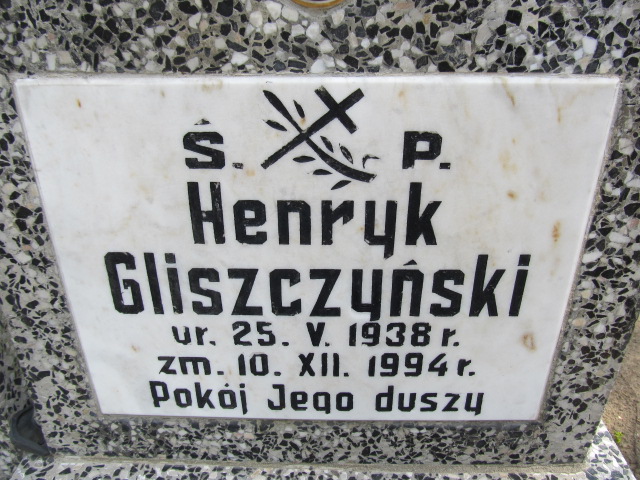 Ś. P.
Henryk
Gliszczyński
ur. 25. V. 1938 r.
zm. 10. XII. 1994 r.
Pokój Jego duszy